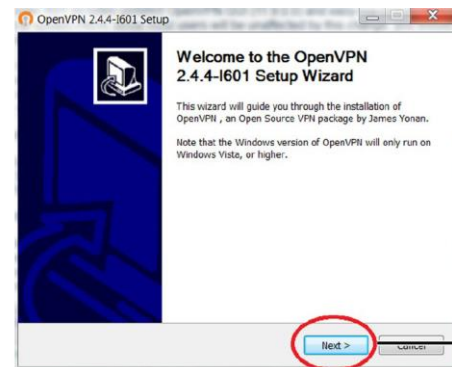 OpenVPN 2.4.4-I601 Setup
Welcome to the OpenVPN
2.4.4-I601 Setup Wizard
This wizard will guide you through the installation of
OpenVPN , an Open Source VPN package by James Yonan.
Note that the Windows version of OpenVPN will only run on
Windows Vista, or higher.
Next > Cancel